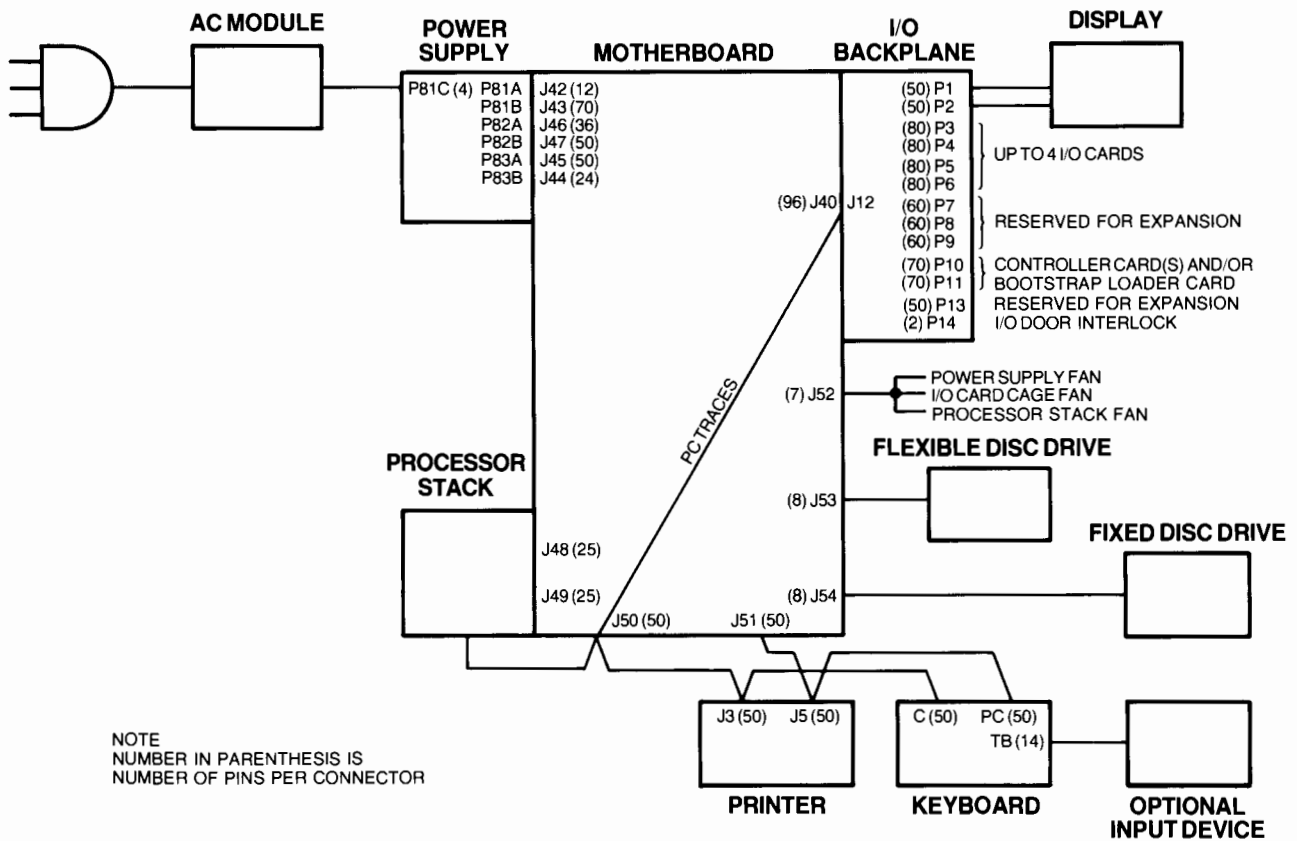 AC MODULE
POWER
SUPPLY
MOTHERBOARD
I/O
BACKPLANE
DISPLAY
P81C (4) P81A J42 (12)
P81B J43 (70)
P82A J46 (36)
P82B J47 (50)
P83A J45 (50)
P83B J44 (24)
(96) J40 J12
(50) P1
(50) P2
(80) P3
(80) P4
(80) P5
(80) P6
UP TO 4 I/O CARDS
(60) P7
(60) P8
(60) P9
RESERVED FOR EXPANSION
(70) P10 CONTROLLER CARD(S) AND/OR
(70) P11 BOOTSTRAP LOADER CARD
(50) P13 RESERVED FOR EXPANSION
(2) P14 I/O DOOR INTERLOCK
(7) J52
POWER SUPPLY FAN
I/O CARD CAGE FAN
PROCESSOR STACK FAN
PC TRACES
FLEXIBLE DISC DRIVE
(8) J53
PROCESSOR
STACK
FIXED DISC DRIVE
J48 (25)
J49 (25)
(8) J54
J50 (50)
J51 (50)
J3 (50) J5 (50)
C (50) PC (50)
TB (14)
PRINTER
KEYBOARD
OPTIONAL
INPUT DEVICE
NOTE
NUMBER IN PARENTHESIS IS
NUMBER OF PINS PER CONNECTOR